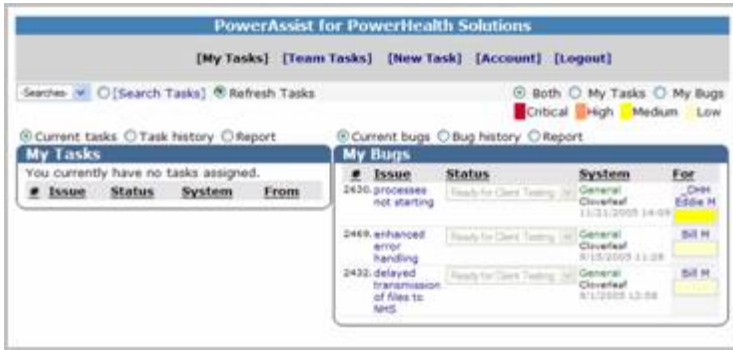 PowerAssist for PowerHealth Solutions
[My Tasks] [Team Tasks] [New Task] [Account] [Logout]
-Searches- [Search Tasks] Refresh Tasks Both My Tasks My Bugs
Critical High Medium Low
Current tasks Task history Report Current bugs Bug history Report
My Tasks
You currently have no tasks assigned.
# Issue Status System From
My Bugs
# Issue Status System For
2630. processes not starting Ready for Client Testing General _DHH
Cloverleaf Eddie M
11/21/2005 14:09
2469. enhanced error handling Ready for Client Testing General Bill M
Cloverleaf
9/15/2005 11:28
2432. delayed transmission of files to NHS Ready for Client Testing General Bill M
Cloverleaf
9/1/2005